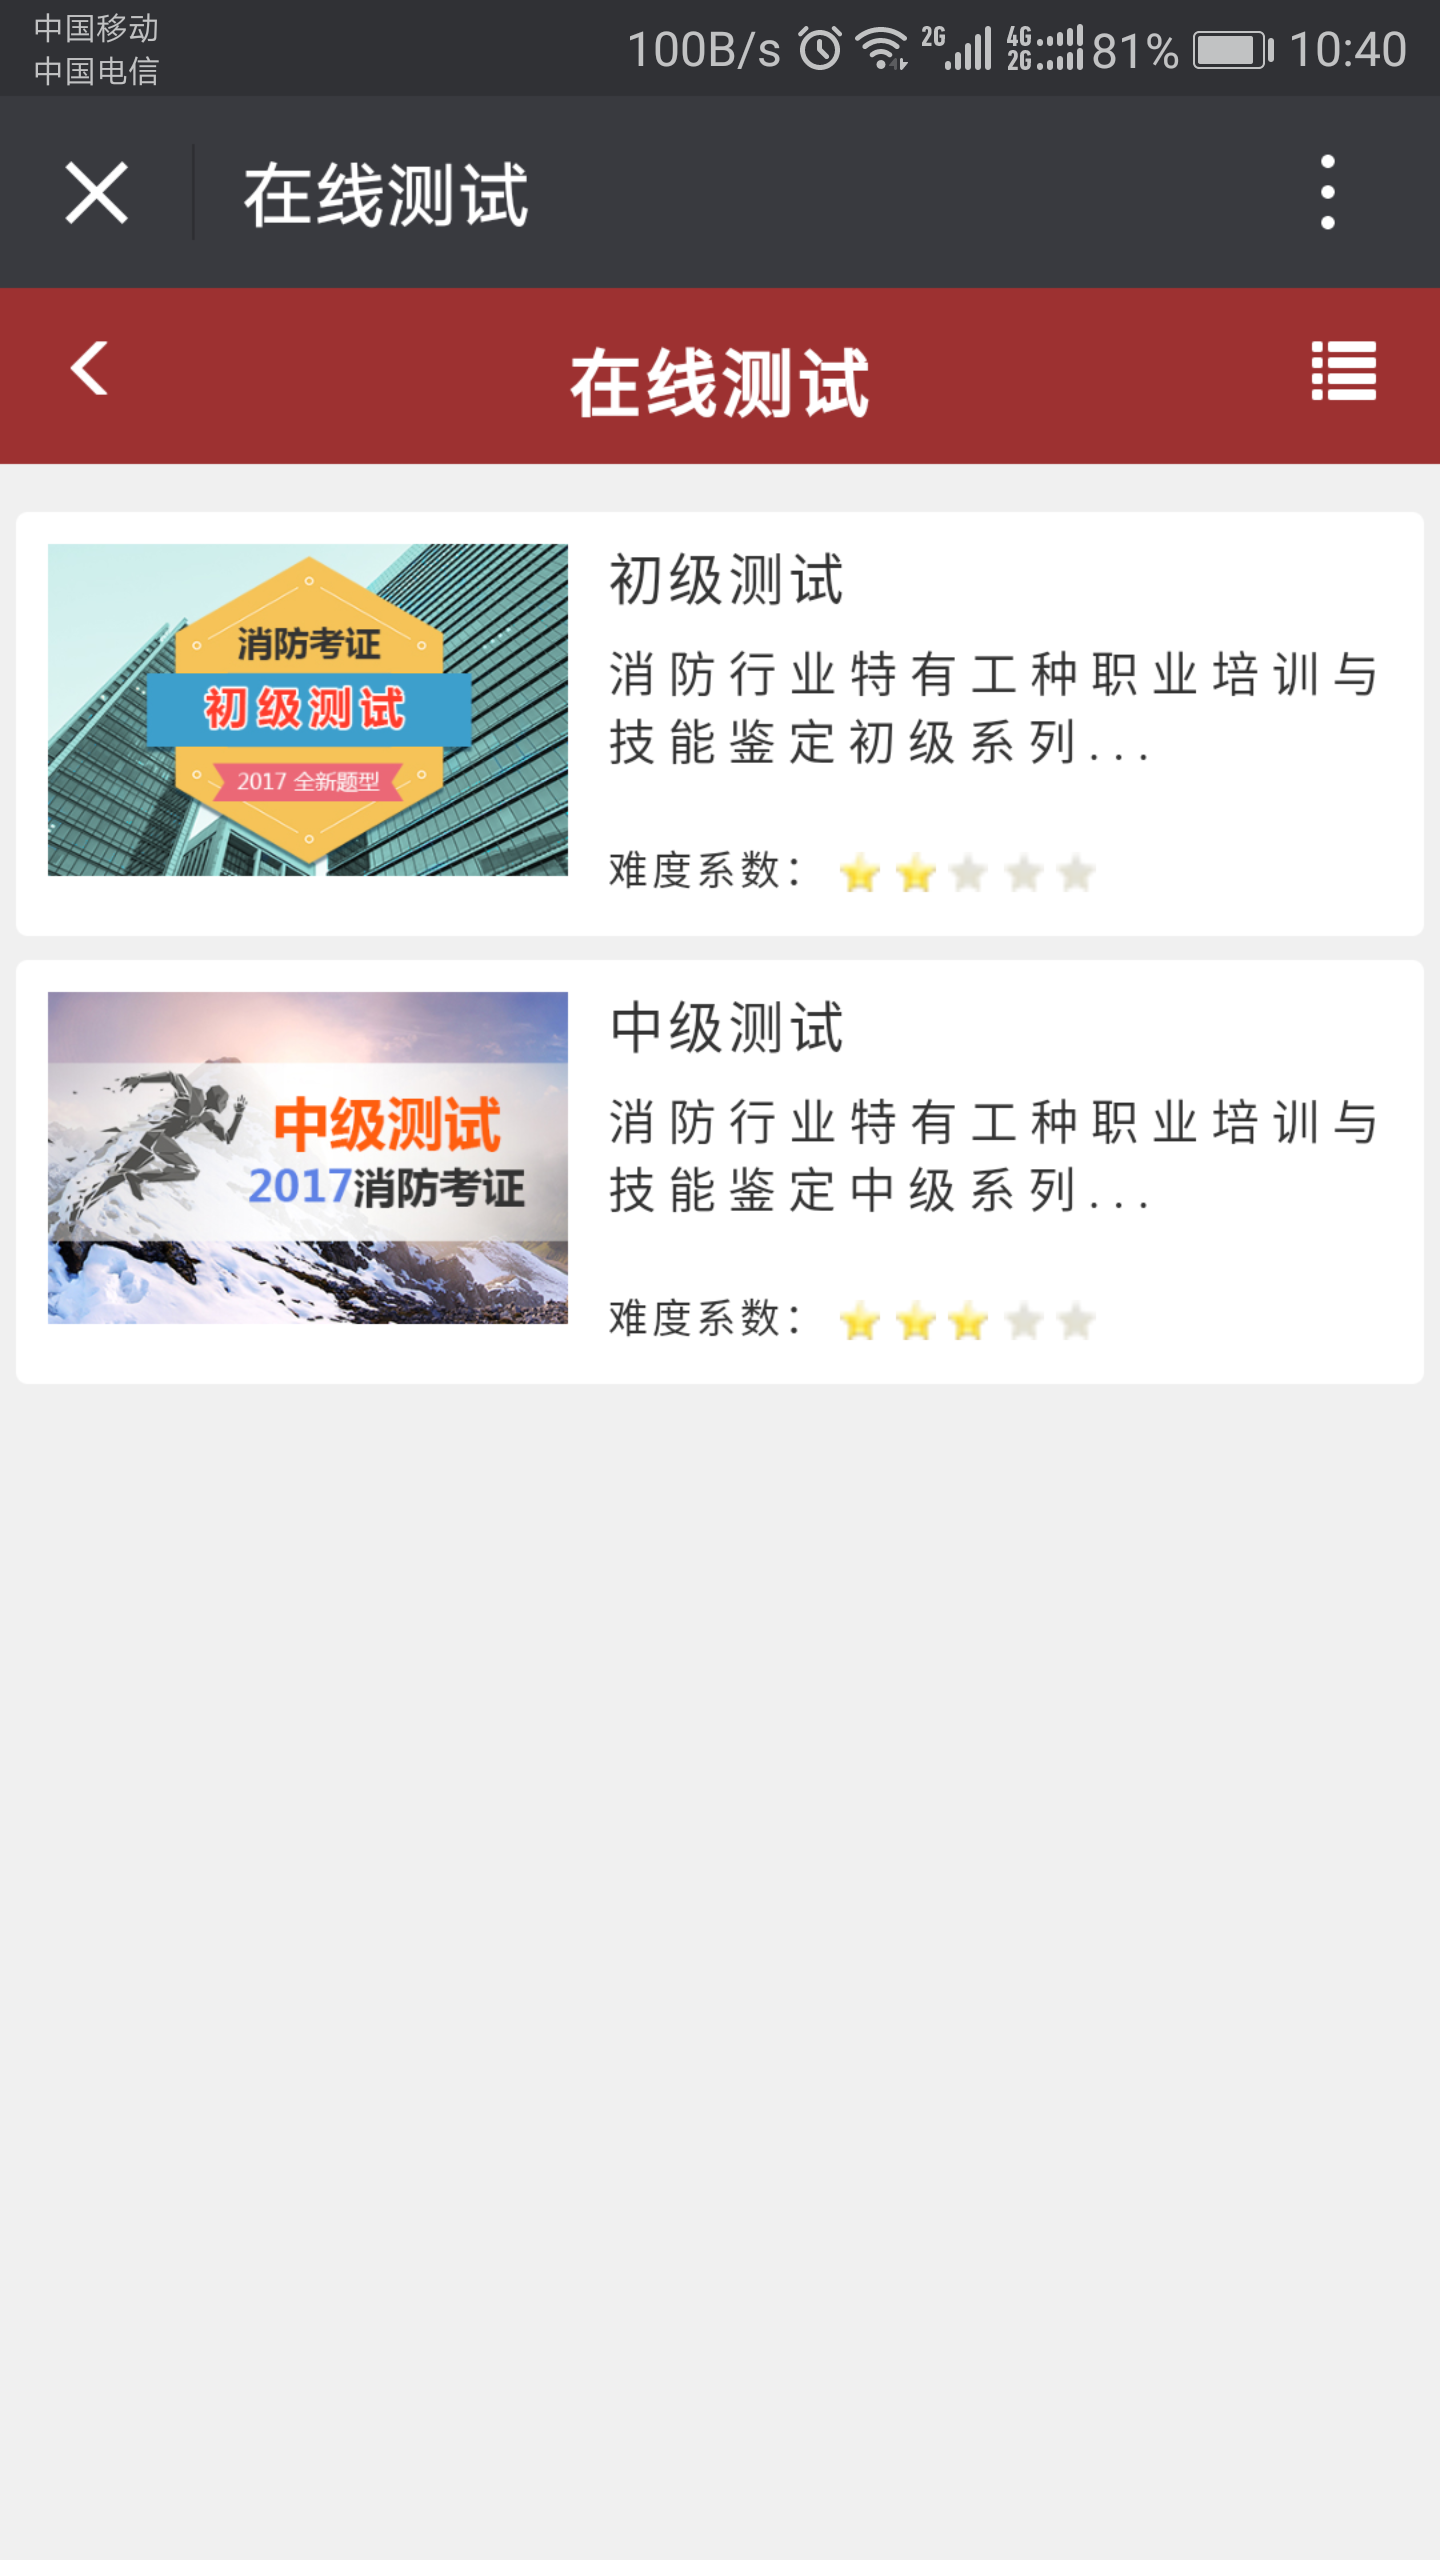 中国移动
中国电信
100B/s 2G 4G 2G 81% 10:40
在线测试
在线测试
消防考证
初级测试
2017 全新题型
初级测试
消防行业特有工种职业培训与
技能鉴定初级系列...
难度系数：
中级测试
2017消防考证
中级测试
消防行业特有工种职业培训与
技能鉴定中级系列...
难度系数：